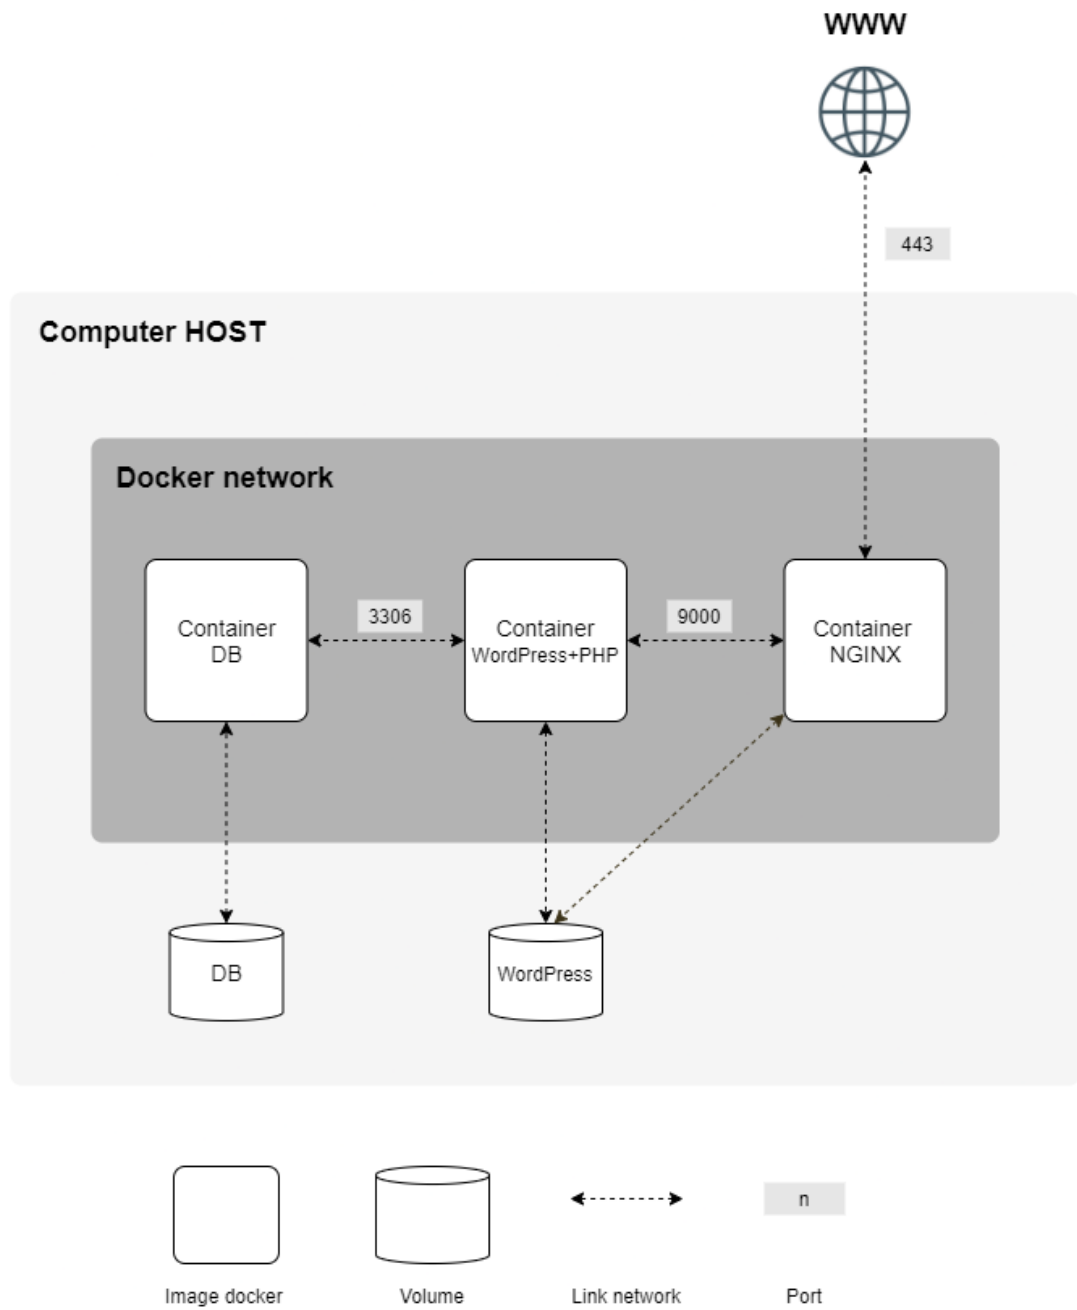 WWW
443
Computer HOST
Docker network
Container
DB
3306
Container
WordPress+PHP
9000
Container
NGINX
DB
WordPress
n
Image docker
Volume
Link network
Port